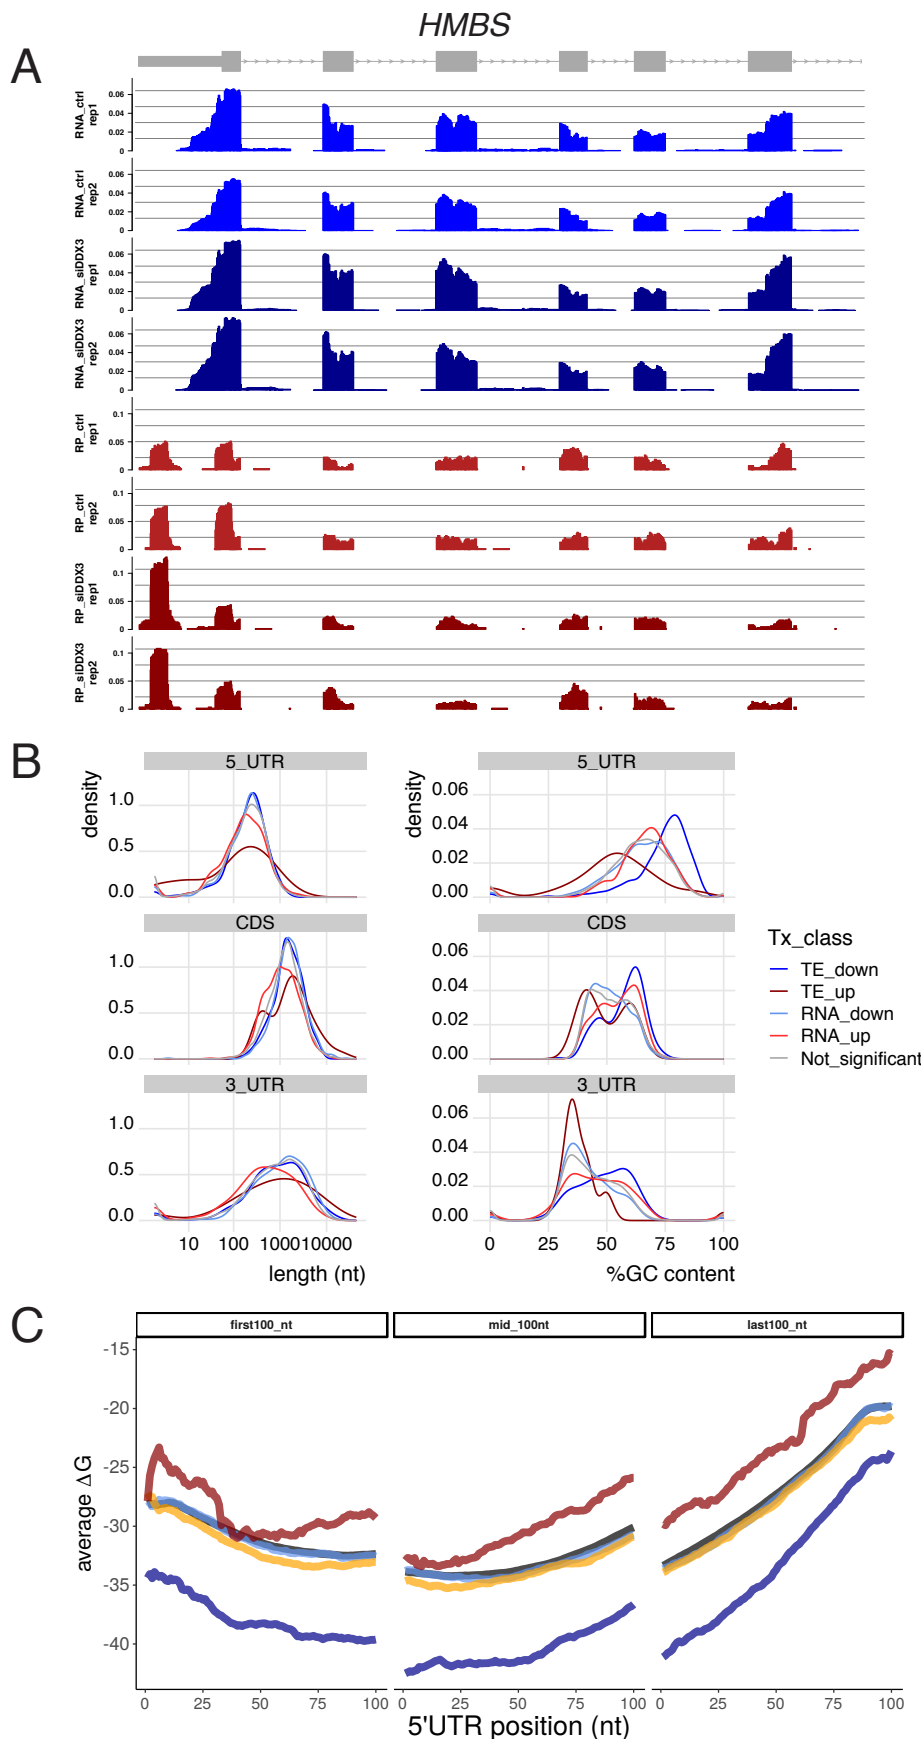 HMBS
A
RNA_ctrl
rep1
0.06
0.04
0.02
0
RNA_ctrl
rep2
0.06
0.04
0.02
0
RNA_siDDX3
rep1
0.06
0.04
0.02
0
RNA_siDDX3
rep2
0.06
0.04
0.02
0
RP_ctrl
rep1
0.1
0.05
0
RP_ctrl
rep2
0.1
0.05
0
RP_siDDX3
rep1
0.1
0.05
0
RP_siDDX3
rep2
0.1
0.05
0
B
5_UTR
density
1.0
0.5
0.0
CDS
1.0
0.5
0.0
3_UTR
1.0
0.5
0.0
10 100 1000 10000
length (nt)
5_UTR
density
0.06
0.04
0.02
0.00
CDS
0.06
0.04
0.02
0.00
3_UTR
0.06
0.04
0.02
0.00
0 25 50 75 100
%GC content
Tx_class
TE_down
TE_up
RNA_down
RNA_up
Not_significant
C
first100_nt mid_100nt last100_nt
average ΔG
-15
-20
-25
-30
-35
-40
0 25 50 75 100 0 25 50 75 100 0 25 50 75 100
5'UTR position (nt)